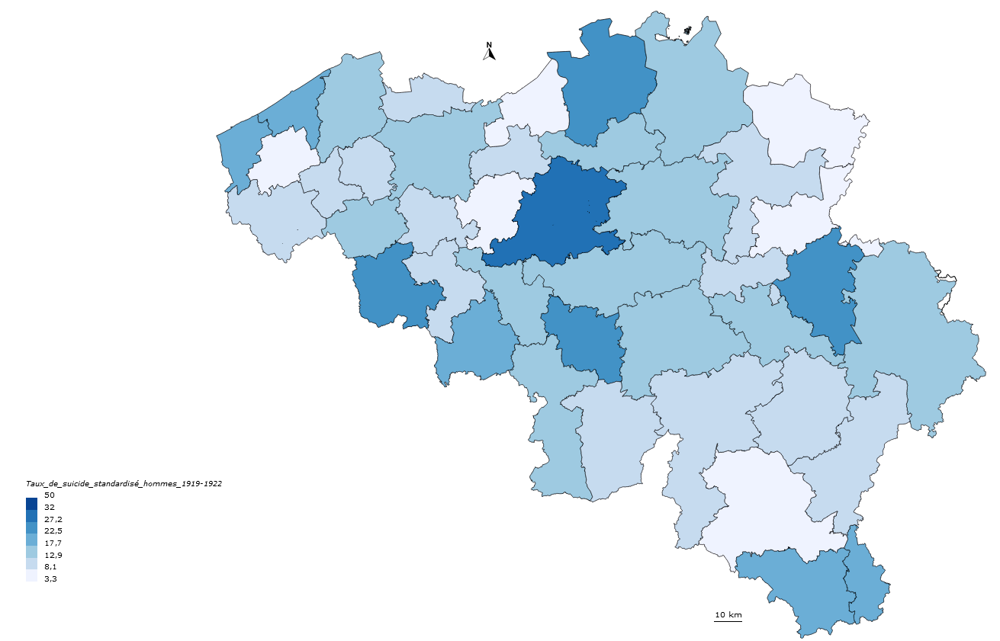 N
Taux_de_suicide_standardisé_hommes_1919-1922
50
32
27,2
22,5
17,7
12,9
8,1
3,3
10 km